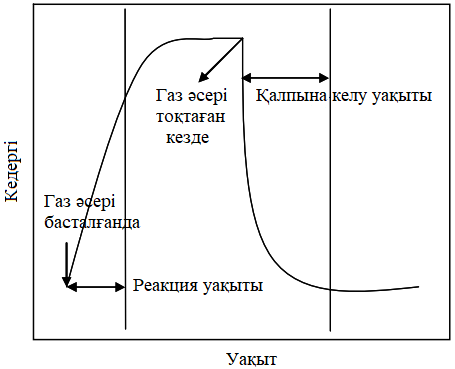 Кедергі
Газ әсері
тоқтаған
кезде
Қалпына келу уақыты
Газ әсері
басталғанда
Реакция уақыты
Уақыт